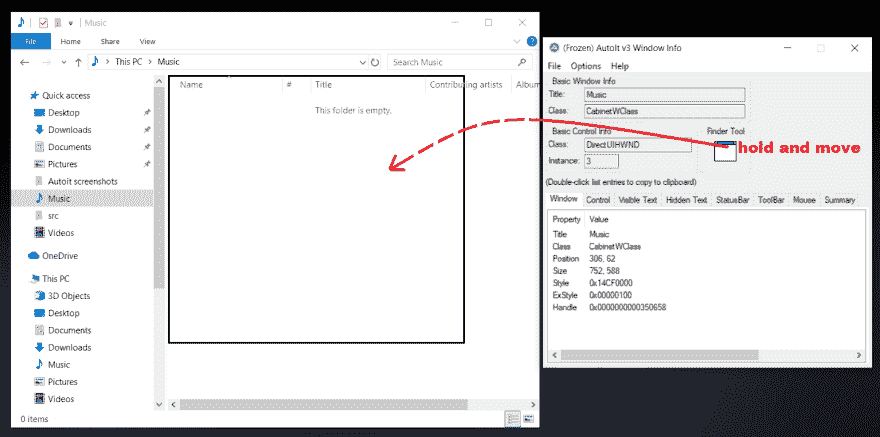 Music
File Home Share View
This PC > Music
Search Music
Quick access
Desktop
Downloads
Documents
Pictures
Autoit screenshots
Music
src
Videos
OneDrive
This PC
3D Objects
Desktop
Documents
Downloads
Music
Pictures
Videos
0 items
Name # Title Contributing artists Album
This folder is empty.
(Frozen) AutoIt v3 Window Info
File Options Help
Basic Window Info
Title: Music
Class: CabinetWClass
Basic Control Info
Class: DirectUIHWND
Instance: 3
Finder Tool
hold and move
(Double-click list entries to copy to clipboard)
Window Control Visible Text Hidden Text StatusBar ToolBar Mouse Summary
Property Value
Title Music
Class CabinetWClass
Position 306, 62
Size 752, 588
Style 0x14CF0000
ExStyle 0x00000100
Handle 0x0000000000350658